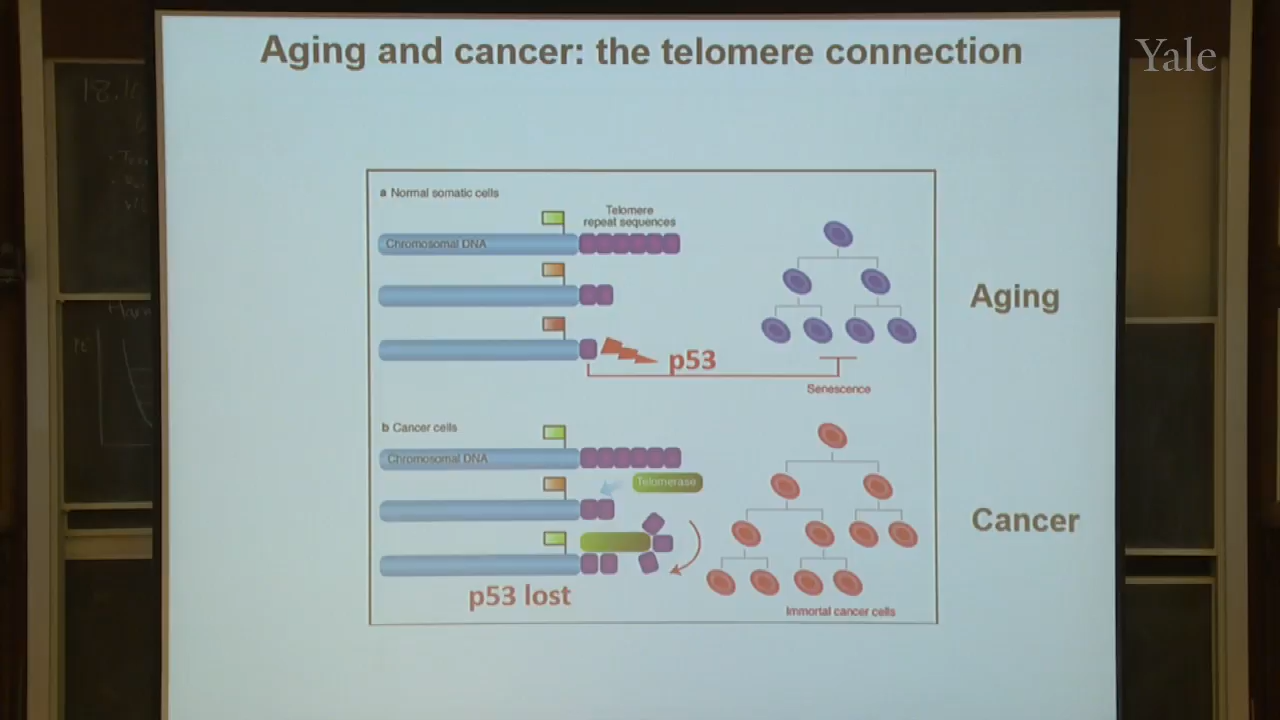 Aging and cancer: the telomere connection
Yale
a Normal somatic cells
Telomere
repeat sequences
Chromosomal DNA
Aging
p53
Senescence
b Cancer cells
Chromosomal DNA
Telomerase
Cancer
p53 lost
Immortal cancer cells